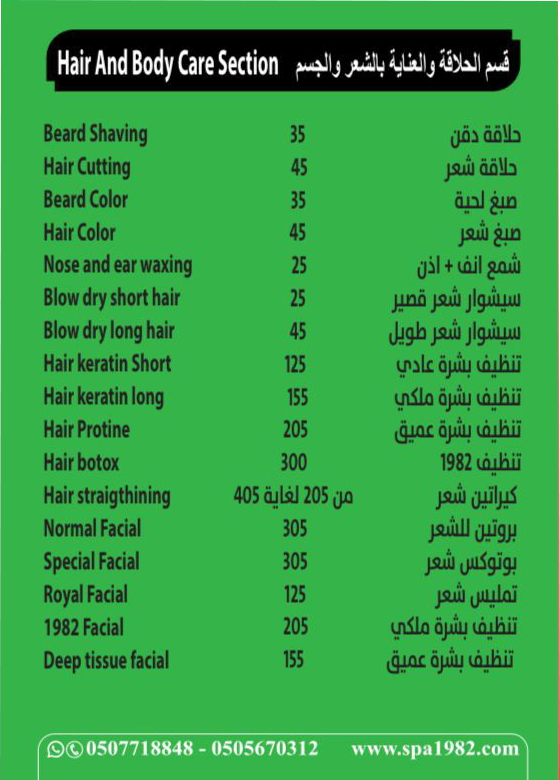 Hair And Body Care Section قسم الحلاقة والعناية بالشعر والجسم
Beard Shaving 35 حلاقة دقن
Hair Cutting 45 حلاقة شعر
Beard Color 35 صبغ لحية
Hair Color 45 صبغ شعر
Nose and ear waxing 25 شمع انف + اذن
Blow dry short hair 25 سيشوار شعر قصير
Blow dry long hair 45 سيشوار شعر طويل
Hair keratin Short 125 تنظيف بشرة عادي
Hair keratin long 155 تنظيف بشرة ملكي
Hair Protine 205 تنظيف بشرة عميق
Hair botox 300 تنظيف 1982
Hair straigthining من 205 لغاية 405 كيراتين شعر
Normal Facial 305 بروتين للشعر
Special Facial 305 بوتوكس شعر
Royal Facial 125 تمليس شعر
1982 Facial 205 تنظيف بشرة ملكي
Deep tissue facial 155 تنظيف بشرة عميق
0507718848 - 0505670312 www.spa1982.com